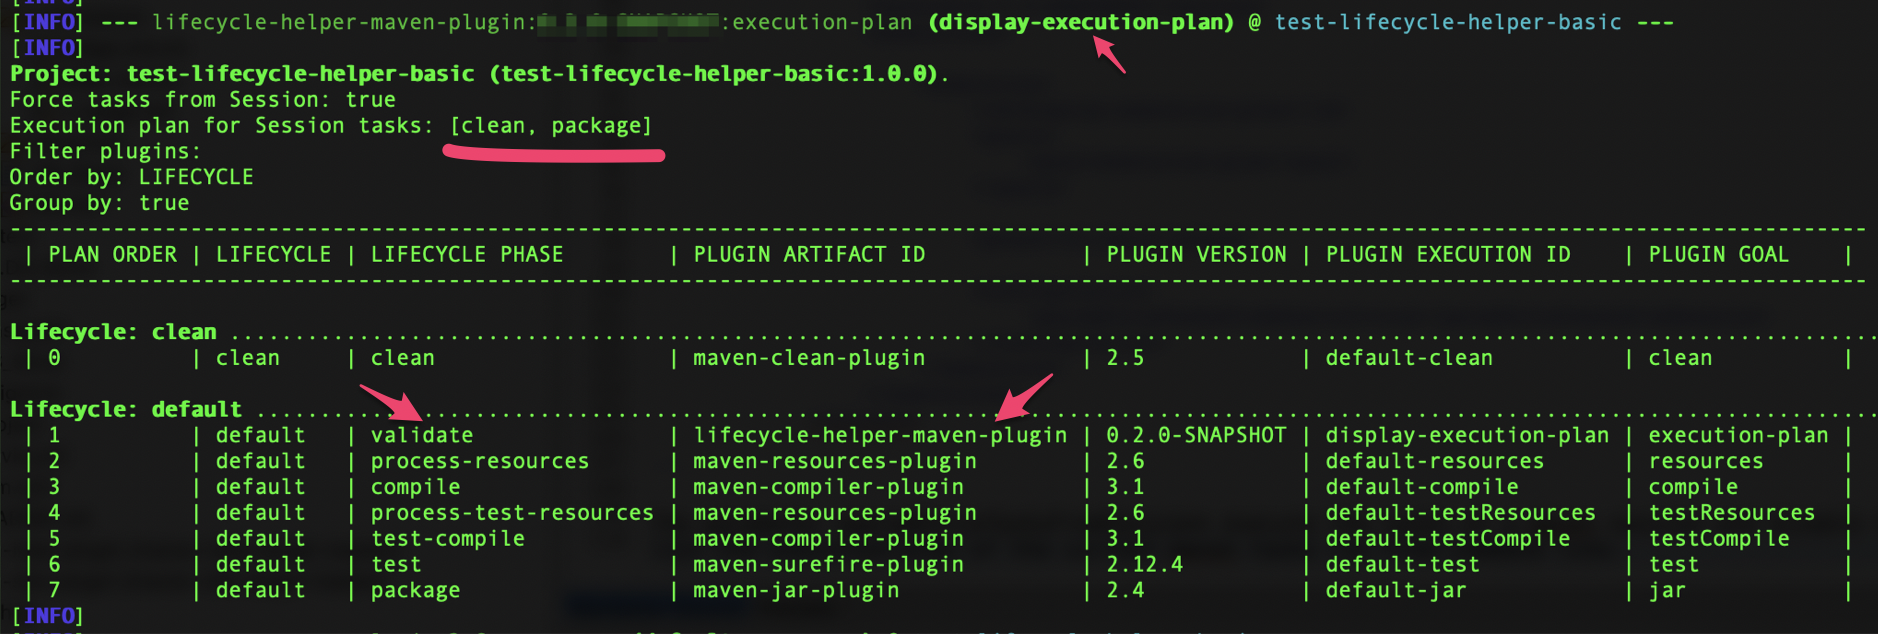 [INFO]
[INFO] --- lifecycle-helper-maven-plugin: :execution-plan (display-execution-plan) @ test-lifecycle-helper-basic ---
[INFO]
Project: test-lifecycle-helper-basic (test-lifecycle-helper-basic:1.0.0).
Force tasks from Session: true
Execution plan for Session tasks: [clean, package]
Filter plugins:
Order by: LIFECYCLE
Group by: true
| PLAN ORDER | LIFECYCLE | LIFECYCLE PHASE | PLUGIN ARTIFACT ID | PLUGIN VERSION | PLUGIN EXECUTION ID | PLUGIN GOAL |
Lifecycle: clean
| 0 | clean | clean | maven-clean-plugin | 2.5 | default-clean | clean |
Lifecycle: default
| 1 | default | validate | lifecycle-helper-maven-plugin | 0.2.0-SNAPSHOT | display-execution-plan | execution-plan |
| 2 | default | process-resources | maven-resources-plugin | 2.6 | default-resources | resources |
| 3 | default | compile | maven-compiler-plugin | 3.1 | default-compile | compile |
| 4 | default | process-test-resources | maven-resources-plugin | 2.6 | default-testResources | testResources |
| 5 | default | test-compile | maven-compiler-plugin | 3.1 | default-testCompile | testCompile |
| 6 | default | test | maven-surefire-plugin | 2.12.4 | default-test | test |
| 7 | default | package | maven-jar-plugin | 2.4 | default-jar | jar |
[INFO]